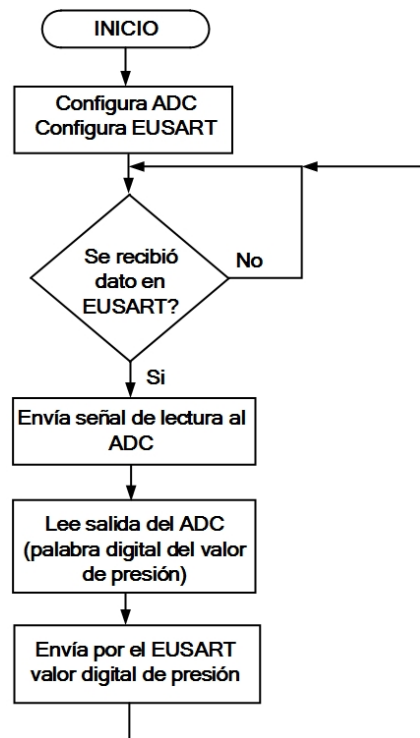 INICIO
Configura ADC
Configura EUSART
Se recibió
dato en
EUSART?
No
Si
Envía señal de lectura al
ADC
Lee salida del ADC
(palabra digital del valor
de presión)
Envía por el EUSART
valor digital de presión